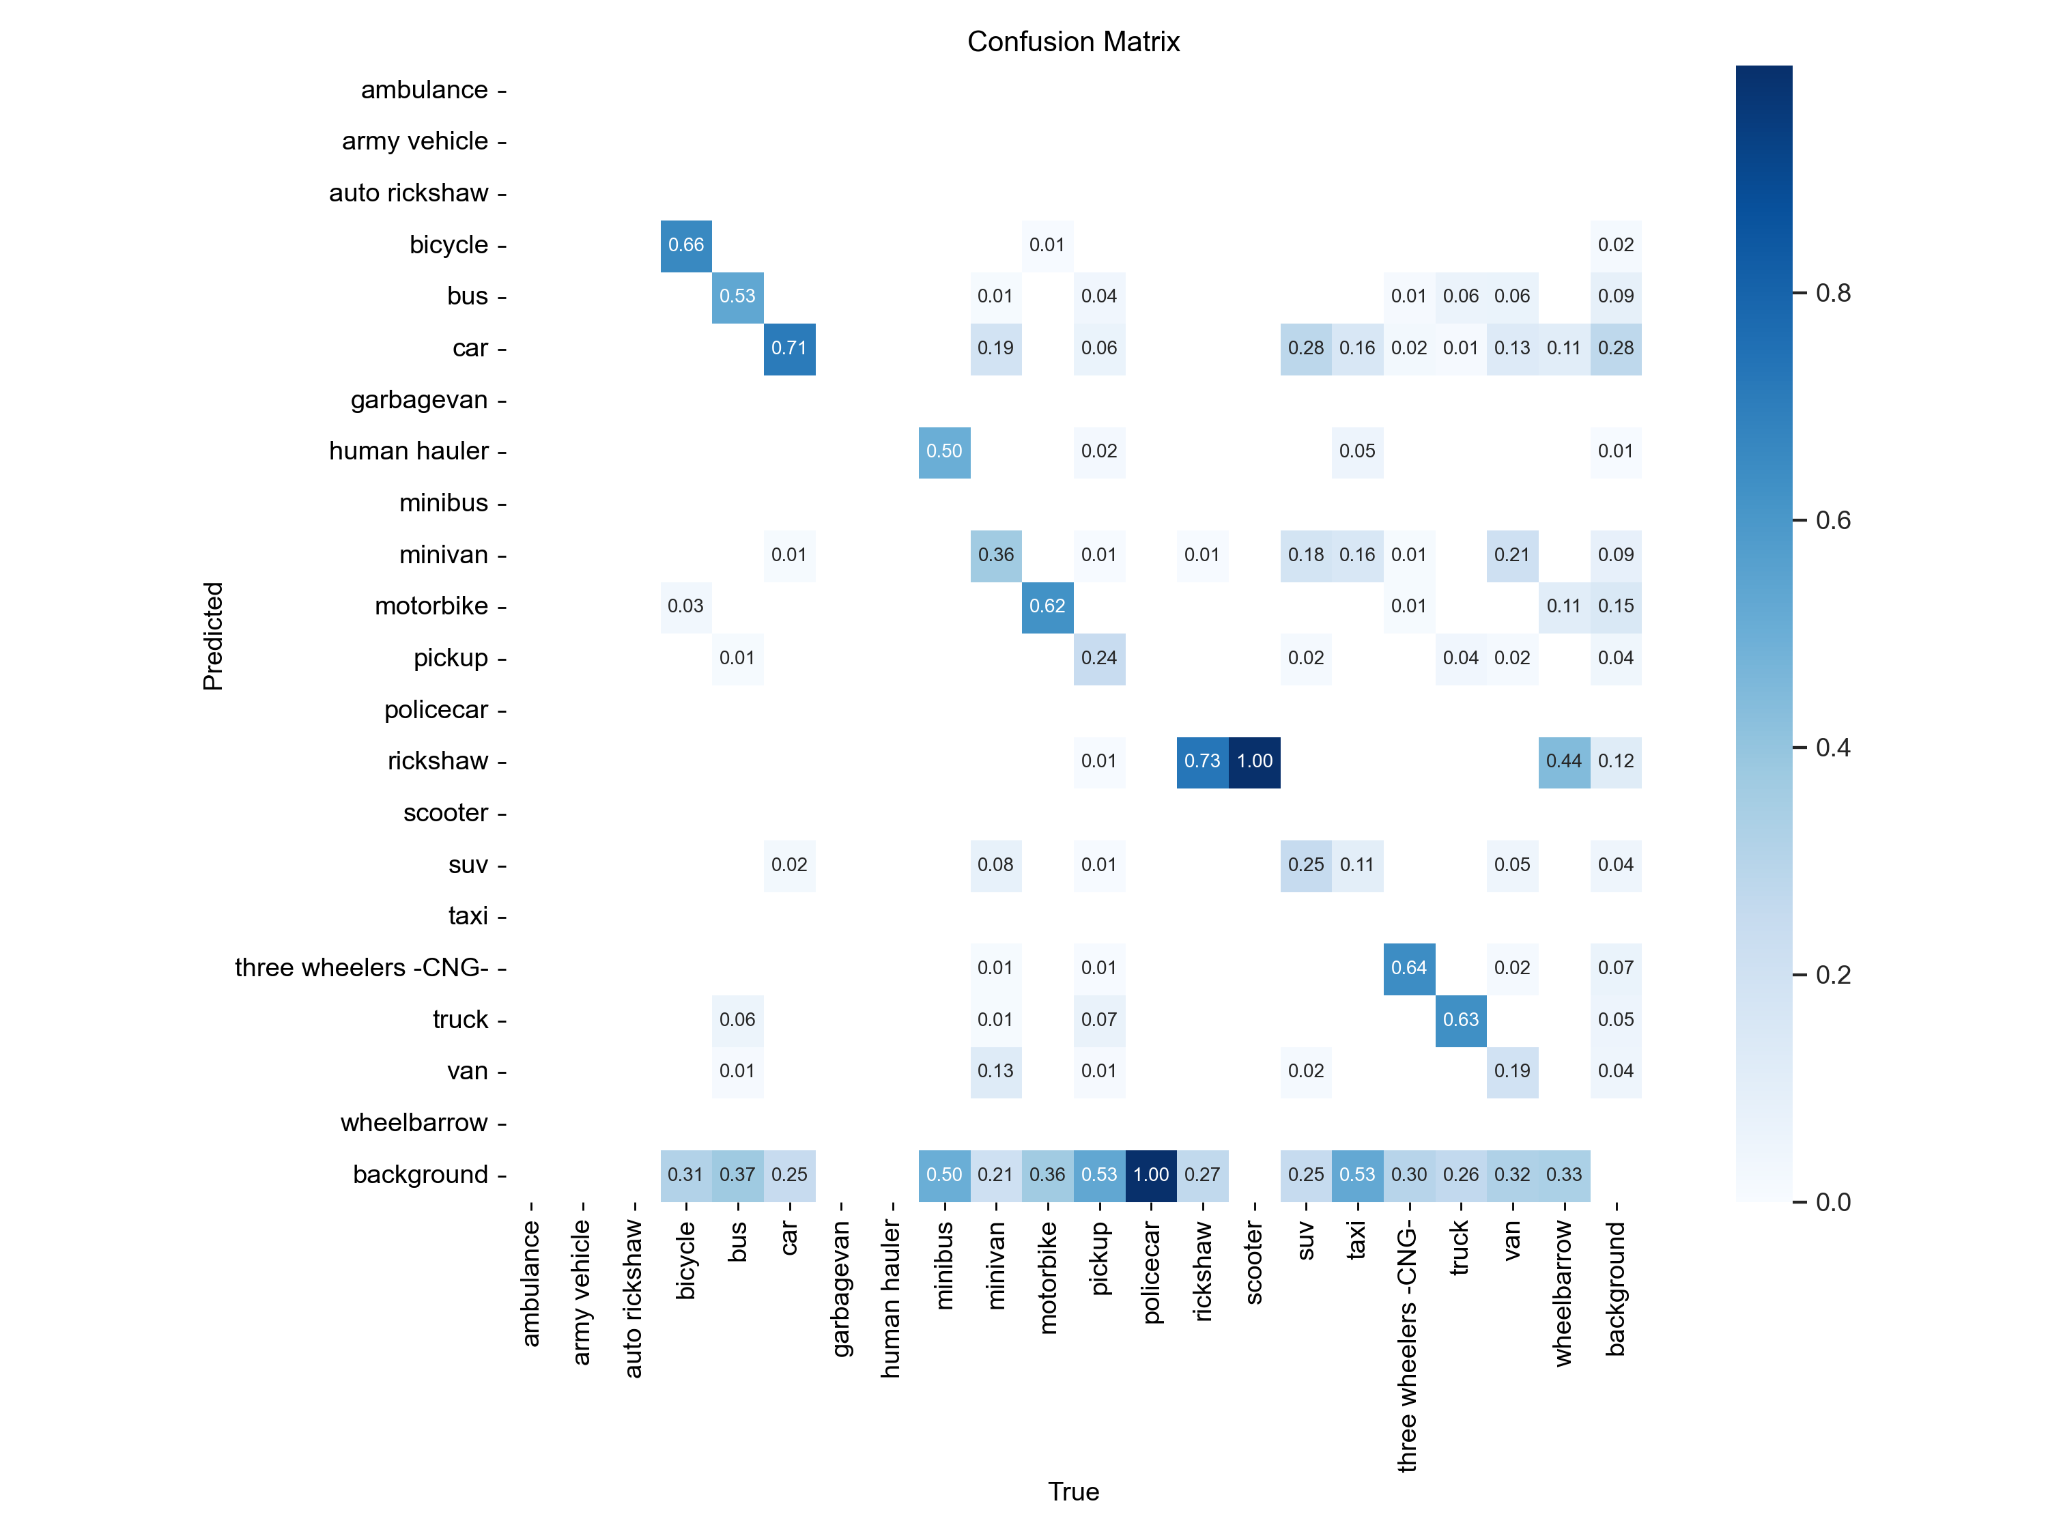 Confusion Matrix
ambulance
army vehicle
auto rickshaw
bicycle 0.66 0.01 0.02
bus 0.53 0.01 0.04 0.01 0.06 0.06 0.09 0.8
car 0.71 0.19 0.06 0.28 0.16 0.02 0.01 0.13 0.11 0.28
garbagevan
human hauler 0.50 0.02 0.05 0.01
minibus 0.6
minivan 0.01 0.36 0.01 0.01 0.18 0.16 0.01 0.21 0.09
Predicted
motorbike 0.03 0.62 0.01 0.11 0.15
pickup 0.01 0.24 0.02 0.04 0.02 0.04
policecar
rickshaw 0.01 0.73 1.00 0.44 0.12 0.4
scooter
suv 0.02 0.08 0.01 0.25 0.11 0.05 0.04
taxi
three wheelers -CNG- 0.01 0.01 0.64 0.02 0.07 0.2
truck 0.06 0.01 0.07 0.63 0.05
van 0.01 0.13 0.01 0.02 0.19 0.04
wheelbarrow
background 0.31 0.37 0.25 0.50 0.21 0.36 0.53 1.00 0.27 0.25 0.53 0.30 0.26 0.32 0.33 0.0
ambulance
army vehicle
auto rickshaw
bicycle
bus
car
garbagevan
human hauler
minibus
minivan
motorbike
pickup
policecar
rickshaw
scooter
suv
taxi
three wheelers -CNG-
truck
van
wheelbarrow
background
True